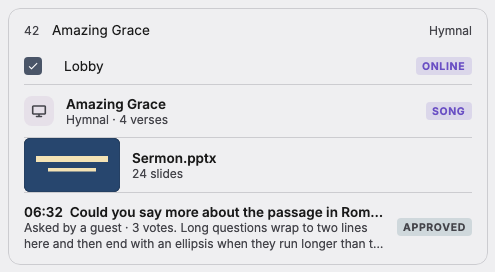 42 Amazing Grace Hymnal
Lobby ONLINE
Amazing Grace
Hymnal · 4 verses
SONG
Sermon.pptx
24 slides
06:32 Could you say more about the passage in Rom…
Asked by a guest · 3 votes. Long questions wrap to two lines
here and then end with an ellipsis when they run longer than t…
APPROVED